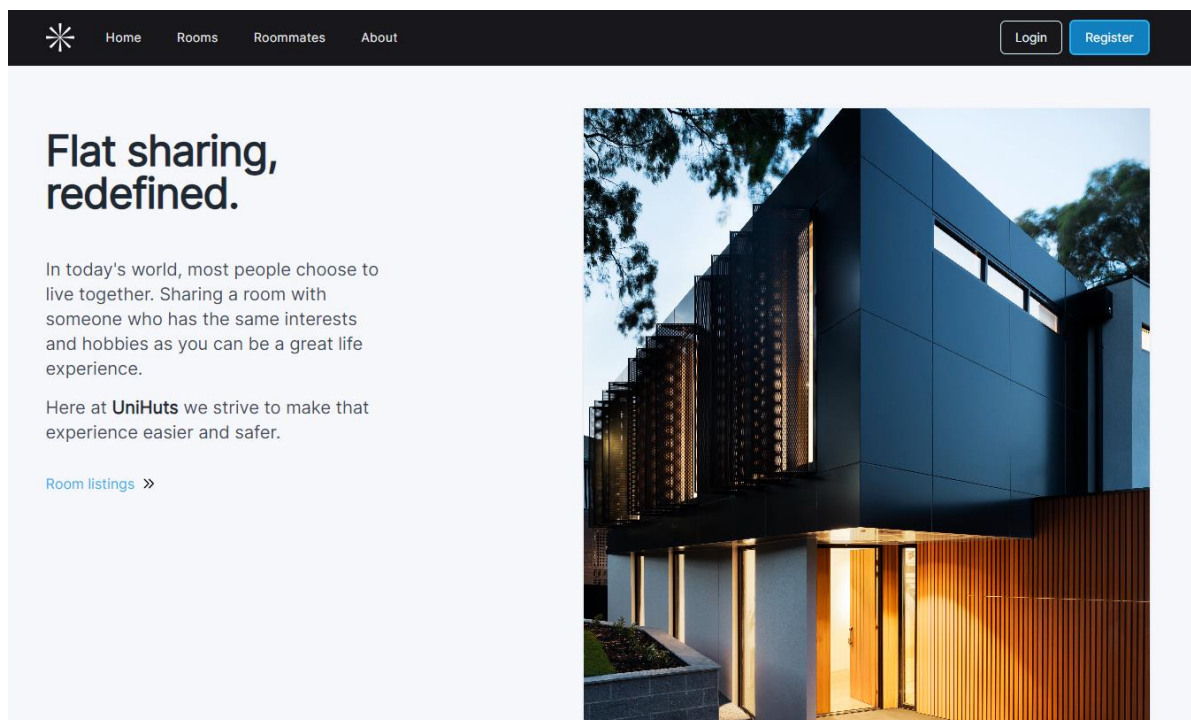 Home Rooms Roommates About Login Register
Flat sharing,
redefined.
In today's world, most people choose to
live together. Sharing a room with
someone who has the same interests
and hobbies as you can be a great life
experience.
Here at UniHuts we strive to make that
experience easier and safer.
Room listings »